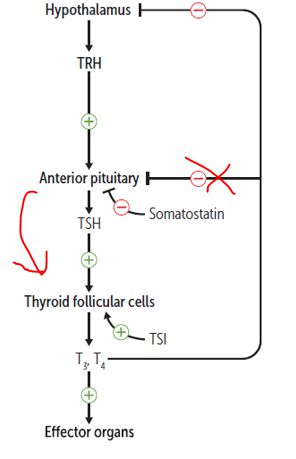 Hypothalamus
TRH
Anterior pituitary
Somatostatin
TSH
Thyroid follicular cells
TSI
T3, T4
Effector organs